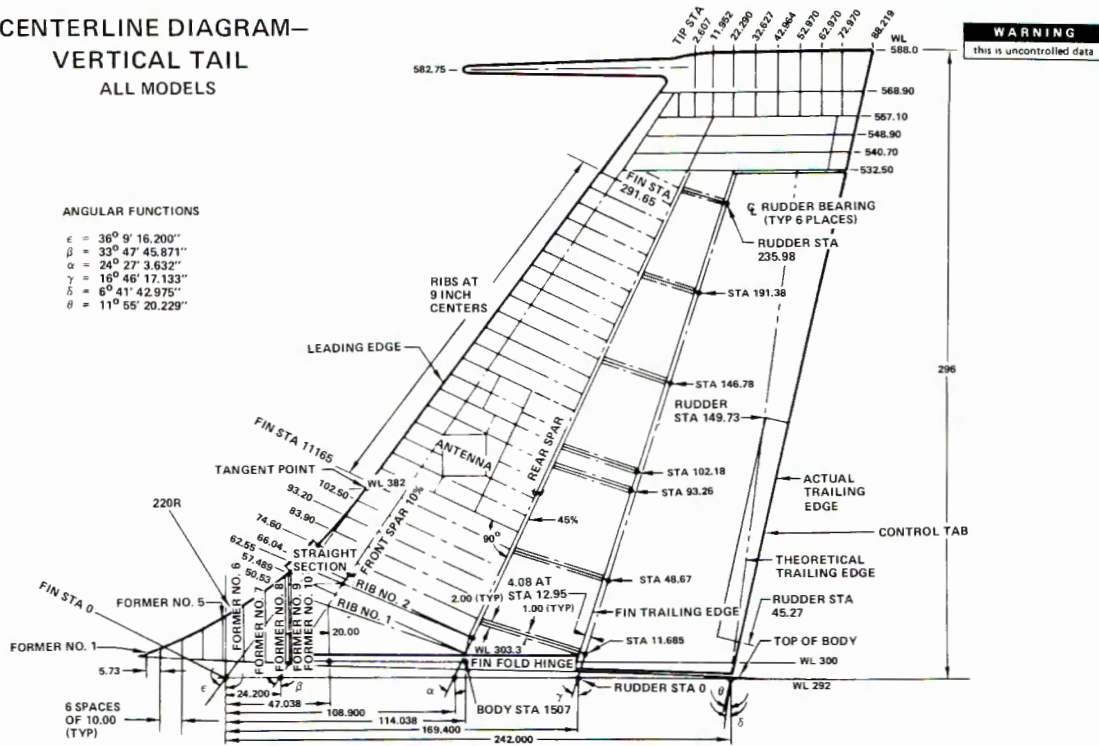 CENTERLINE DIAGRAM–
VERTICAL TAIL
ALL MODELS
WARNING
this is uncontrolled data
TIP STA
2.607
11.952
22.290
32.627
42.964
52.970
62.970
72.970
88.219
WL
588.0
582.75
568.90
557.10
548.90
540.70
532.50
ANGULAR FUNCTIONS
ϵ = 36° 9' 16.200"
β = 33° 47' 45.871"
α = 24° 27' 3.632"
γ = 16° 46' 17.133"
δ = 6° 41' 42.975"
θ = 11° 55' 20.229"
FIN STA
291.65
℄ RUDDER BEARING
(TYP 6 PLACES)
RUDDER STA
235.98
RIBS AT
9 INCH
CENTERS
STA 191.38
LEADING EDGE
296
STA 146.78
RUDDER
STA 149.73
FIN STA 11165
ANTENNA
REAR SPAR
TANGENT POINT
WL 382
102.50
STA 102.18
93.20
STA 93.26
ACTUAL
TRAILING
EDGE
220R
83.90
FRONT SPAR 10%
45%
CONTROL TAB
74.60
66.04
62.55
57.489
50.53
90°
STRAIGHT
SECTION
THEORETICAL
TRAILING EDGE
FIN STA 0
4.08 AT
STA 12.95
STA 48.67
2.00 (TYP)
1.00 (TYP)
RUDDER STA
45.27
FORMER NO. 5
FORMER NO. 6
FORMER NO. 7
FORMER NO. 8
FORMER NO. 9
FORMER NO. 10
RIB NO. 2
RIB NO. 1
FIN TRAILING EDGE
20.00
STA 11.685
TOP OF BODY
FORMER NO. 1
WL 303.3
FIN FOLD HINGE
WL 300
5.73
ϵ
β
α
γ
RUDDER STA 0
θ
δ
WL 292
24.200
47.038
BODY STA 1507
6 SPACES
OF 10.00
(TYP)
108.900
114.038
169.400
242.000